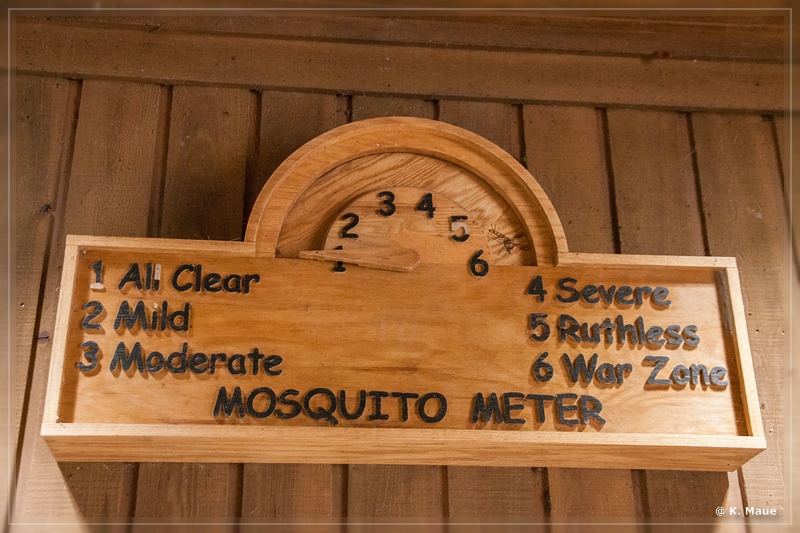 1 2 3 4 5 6
1 All Clear
2 Mild
3 Moderate
4 Severe
5 Ruthless
6 War Zone
MOSQUITO METER
@ K. Maue